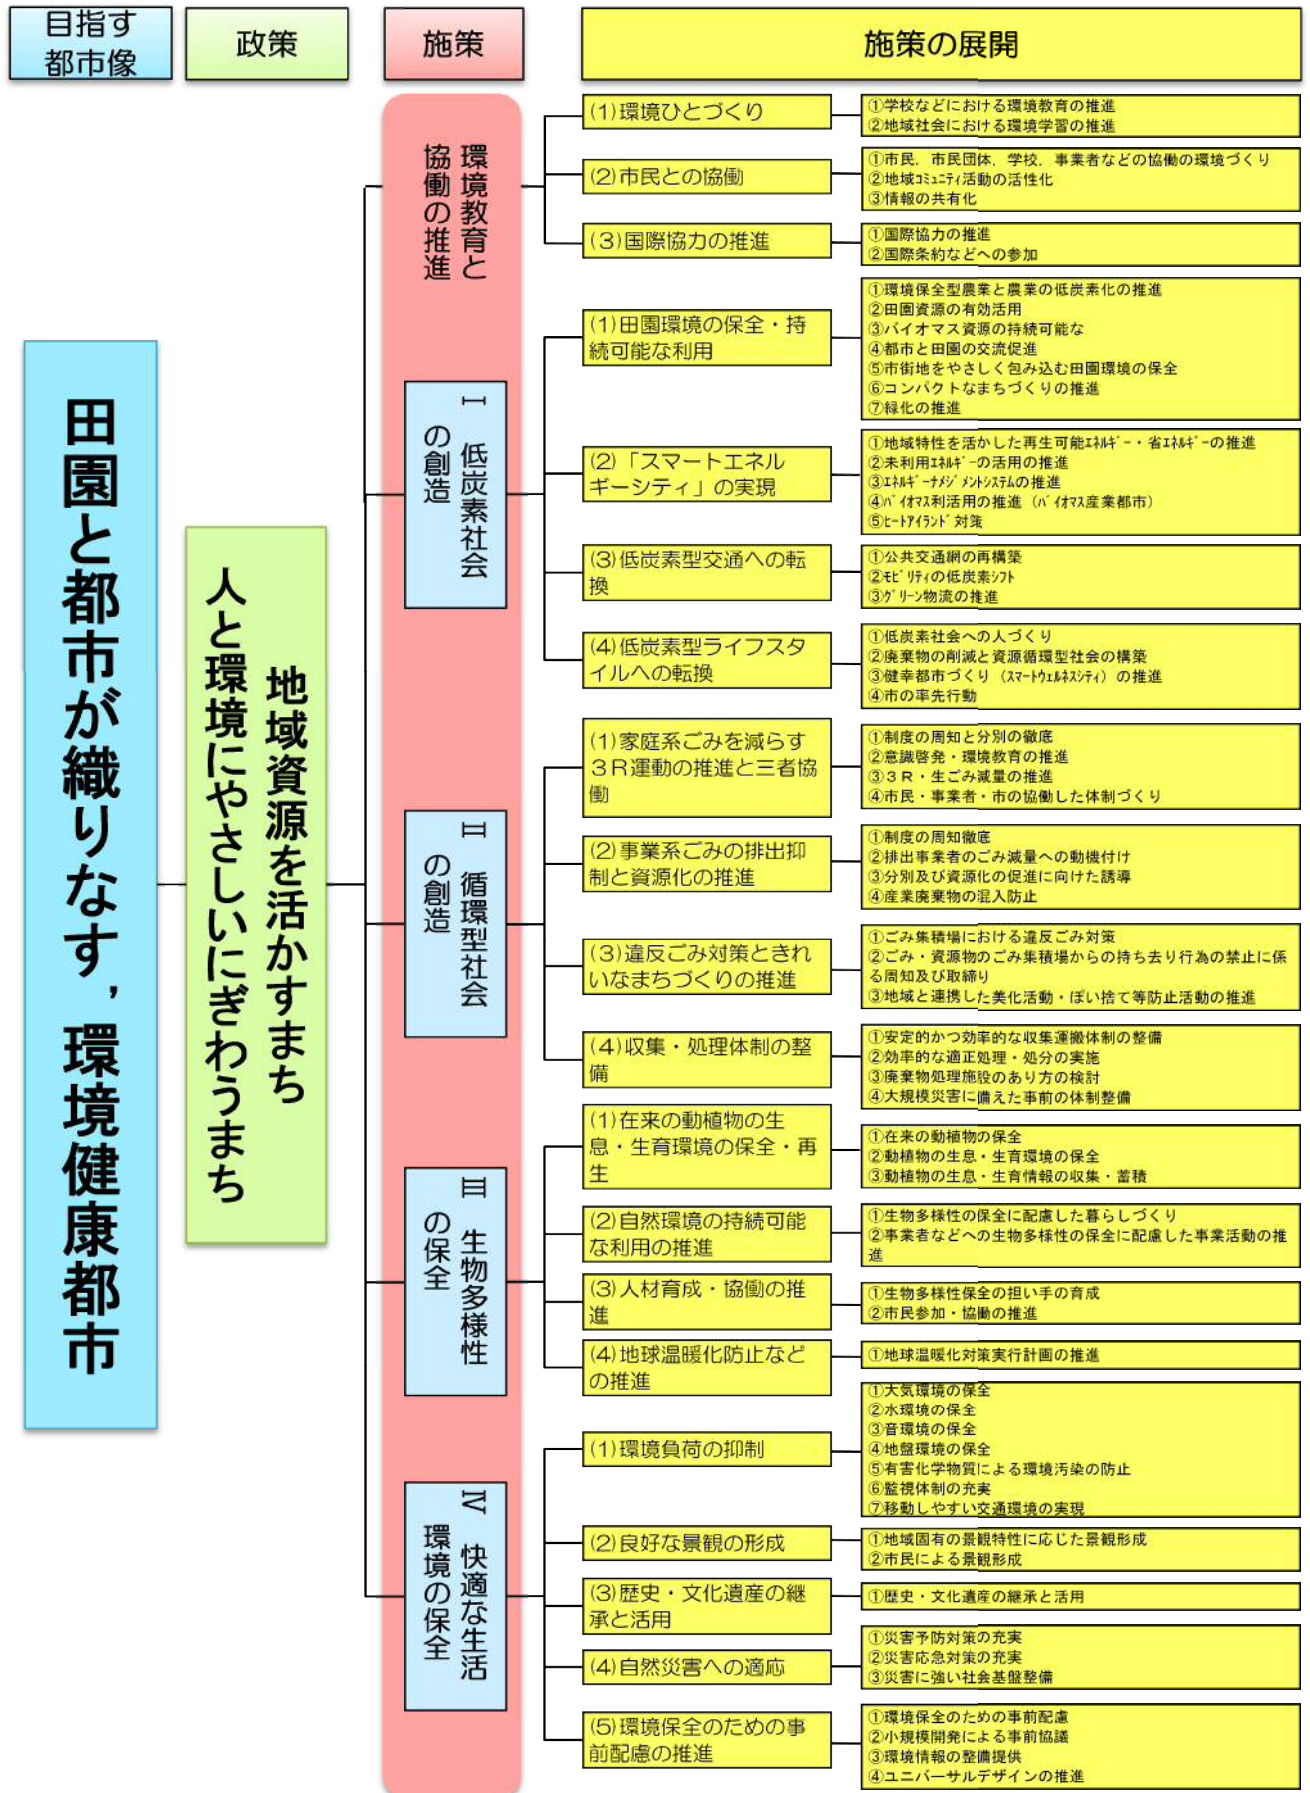 目指す
都市像
政策
施策
施策の展開
田園と都市が織りなす，環境健康都市
地域資源を活かすまち
人と環境にやさしいにぎわうまち
環境教育と
協働の推進
(1)環境ひとづくり
①学校などにおける環境教育の推進
②地域社会における環境学習の推進
(2)市民との協働
①市民，市民団体，学校，事業者などの協働の環境づくり
②地域ｺﾐｭﾆﾃｨ活動の活性化
③情報の共有化
(3)国際協力の推進
①国際協力の推進
②国際条約などへの参加
Ⅰ 低炭素社会
の創造
(1)田園環境の保全・持
続可能な利用
①環境保全型農業と農業の低炭素化の推進
②田園資源の有効活用
③バイオマス資源の持続可能な
④都市と田園の交流促進
⑤市街地をやさしく包み込む田園環境の保全
⑥コンパクトなまちづくりの推進
⑦緑化の推進
(2)「スマートエネル
ギーシティ」の実現
①地域特性を活かした再生可能ｴﾈﾙｷﾞｰ・省ｴﾈﾙｷﾞｰの推進
②未利用ｴﾈﾙｷﾞｰの活用の推進
③ｴﾈﾙｷﾞｰﾏﾈｼﾞﾒﾝﾄｼｽﾃﾑの推進
④ﾊﾞｲｵﾏｽ利活用の推進（ﾊﾞｲｵﾏｽ産業都市）
⑤ﾋｰﾄｱｲﾗﾝﾄﾞ対策
(3)低炭素型交通への転
換
①公共交通網の再構築
②ﾓﾋﾞﾘﾃｨの低炭素ｼﾌﾄ
③ｸﾞﾘｰﾝ物流の推進
(4)低炭素型ライフスタ
イルへの転換
①低炭素社会への人づくり
②廃棄物の削減と資源循環型社会の構築
③健幸都市づくり（ｽﾏｰﾄｳｪﾙﾈｽｼﾃｨ）の推進
④市の率先行動
Ⅱ 循環型社会
の創造
(1)家庭系ごみを減らす
３Ｒ運動の推進と三者協
働
①制度の周知と分別の徹底
②意識啓発・環境教育の推進
③３Ｒ・生ごみ減量の推進
④市民・事業者・市の協働した体制づくり
(2)事業系ごみの排出抑
制と資源化の推進
①制度の周知徹底
②排出事業者のごみ減量への動機付け
③分別及び資源化の促進に向けた誘導
④産業廃棄物の混入防止
(3)違反ごみ対策ときれ
いなまちづくりの推進
①ごみ集積場における違反ごみ対策
②ごみ・資源物のごみ集積場からの持ち去り行為の禁止に係
る周知及び取締り
③地域と連携した美化活動・ぽい捨て等防止活動の推進
(4)収集・処理体制の整
備
①安定的かつ効率的な収集運搬体制の整備
②効率的な適正処理・処分の実施
③廃棄物処理施設のあり方の検討
④大規模災害に備えた事前の体制整備
Ⅲ 生物多様性
の保全
(1)在来の動植物の生
息・生育環境の保全・再
生
①在来の動植物の保全
②動植物の生息・生育環境の保全
③動植物の生息・生育情報の収集・蓄積
(2)自然環境の持続可能
な利用の推進
①生物多様性の保全に配慮した暮らしづくり
②事業者などへの生物多様性の保全に配慮した事業活動の推
進
(3)人材育成・協働の推
進
①生物多様性保全の担い手の育成
②市民参加・協働の推進
(4)地球温暖化防止など
の推進
①地球温暖化対策実行計画の推進
Ⅳ 快適な生活
環境の保全
(1)環境負荷の抑制
①大気環境の保全
②水環境の保全
③音環境の保全
④地盤環境の保全
⑤有害化学物質による環境汚染の防止
⑥監視体制の充実
⑦移動しやすい交通環境の実現
(2)良好な景観の形成
①地域固有の景観特性に応じた景観形成
②市民による景観形成
(3)歴史・文化遺産の継
承と活用
①歴史・文化遺産の継承と活用
(4)自然災害への適応
①災害予防対策の充実
②災害応急対策の充実
③災害に強い社会基盤整備
(5)環境保全のための事
前配慮の推進
①環境保全のための事前配慮
②小規模開発による事前協議
③環境情報の整備提供
④ユニバーサルデザインの推進